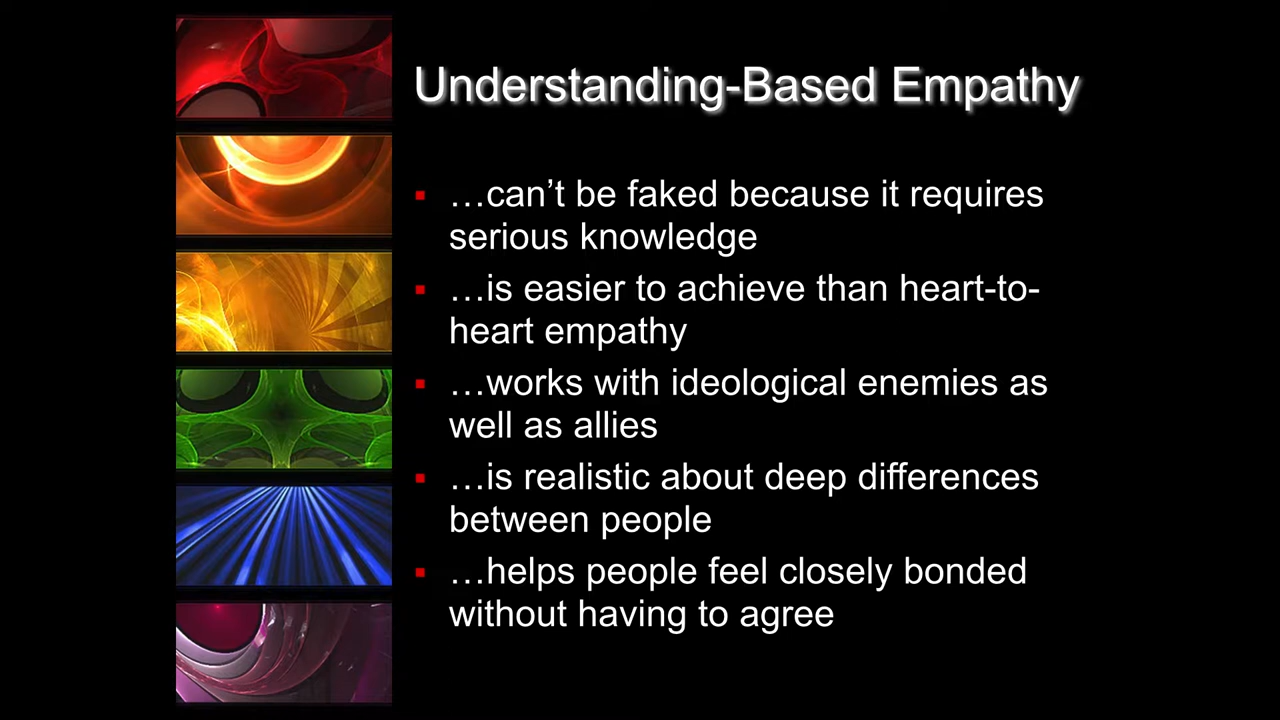 Understanding-Based Empathy
…can’t be faked because it requires
serious knowledge
…is easier to achieve than heart-to-
heart empathy
…works with ideological enemies as
well as allies
…is realistic about deep differences
between people
…helps people feel closely bonded
without having to agree